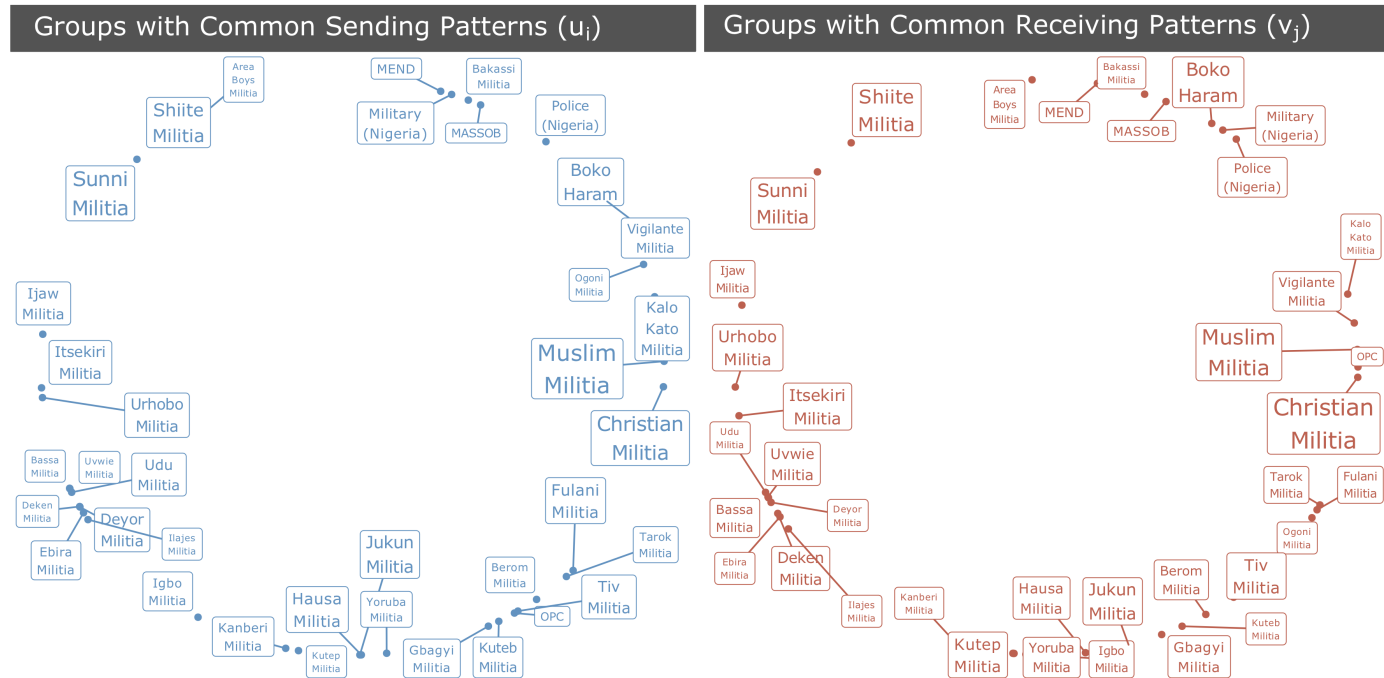 Groups with Common Sending Patterns (ui)
Area
Boys
Militia
Shiite
Militia
Sunni
Militia
MEND
Military
(Nigeria)
Bakassi
Militia
MASSOB
Police
(Nigeria)
Boko
Haram
Vigilante
Militia
Ogoni
Militia
Kalo
Kato
Militia
Muslim
Militia
Christian
Militia
Ijaw
Militia
Itsekiri
Militia
Urhobo
Militia
Bassa
Militia
Uvwie
Militia
Udu
Militia
Deken
Militia
Deyor
Militia
Ilajes
Militia
Ebira
Militia
Igbo
Militia
Kanberi
Militia
Hausa
Militia
Kutep
Militia
Jukun
Militia
Yoruba
Militia
Fulani
Militia
Tarok
Militia
Berom
Militia
Tiv
Militia
OPC
Gbagyi
Militia
Kuteb
Militia
Groups with Common Receiving Patterns (vj)
Shiite
Militia
Sunni
Militia
Area
Boys
Militia
MEND
Bakassi
Militia
MASSOB
Boko
Haram
Military
(Nigeria)
Police
(Nigeria)
Kalo
Kato
Militia
Vigilante
Militia
Muslim
Militia
OPC
Christian
Militia
Ijaw
Militia
Urhobo
Militia
Itsekiri
Militia
Udu
Militia
Uvwie
Militia
Bassa
Militia
Deyor
Militia
Ebira
Militia
Deken
Militia
Ilajes
Militia
Tarok
Militia
Fulani
Militia
Ogoni
Militia
Kanberi
Militia
Kutep
Militia
Hausa
Militia
Yoruba
Militia
Jukun
Militia
Igbo
Militia
Berom
Militia
Tiv
Militia
Kuteb
Militia
Gbagyi
Militia